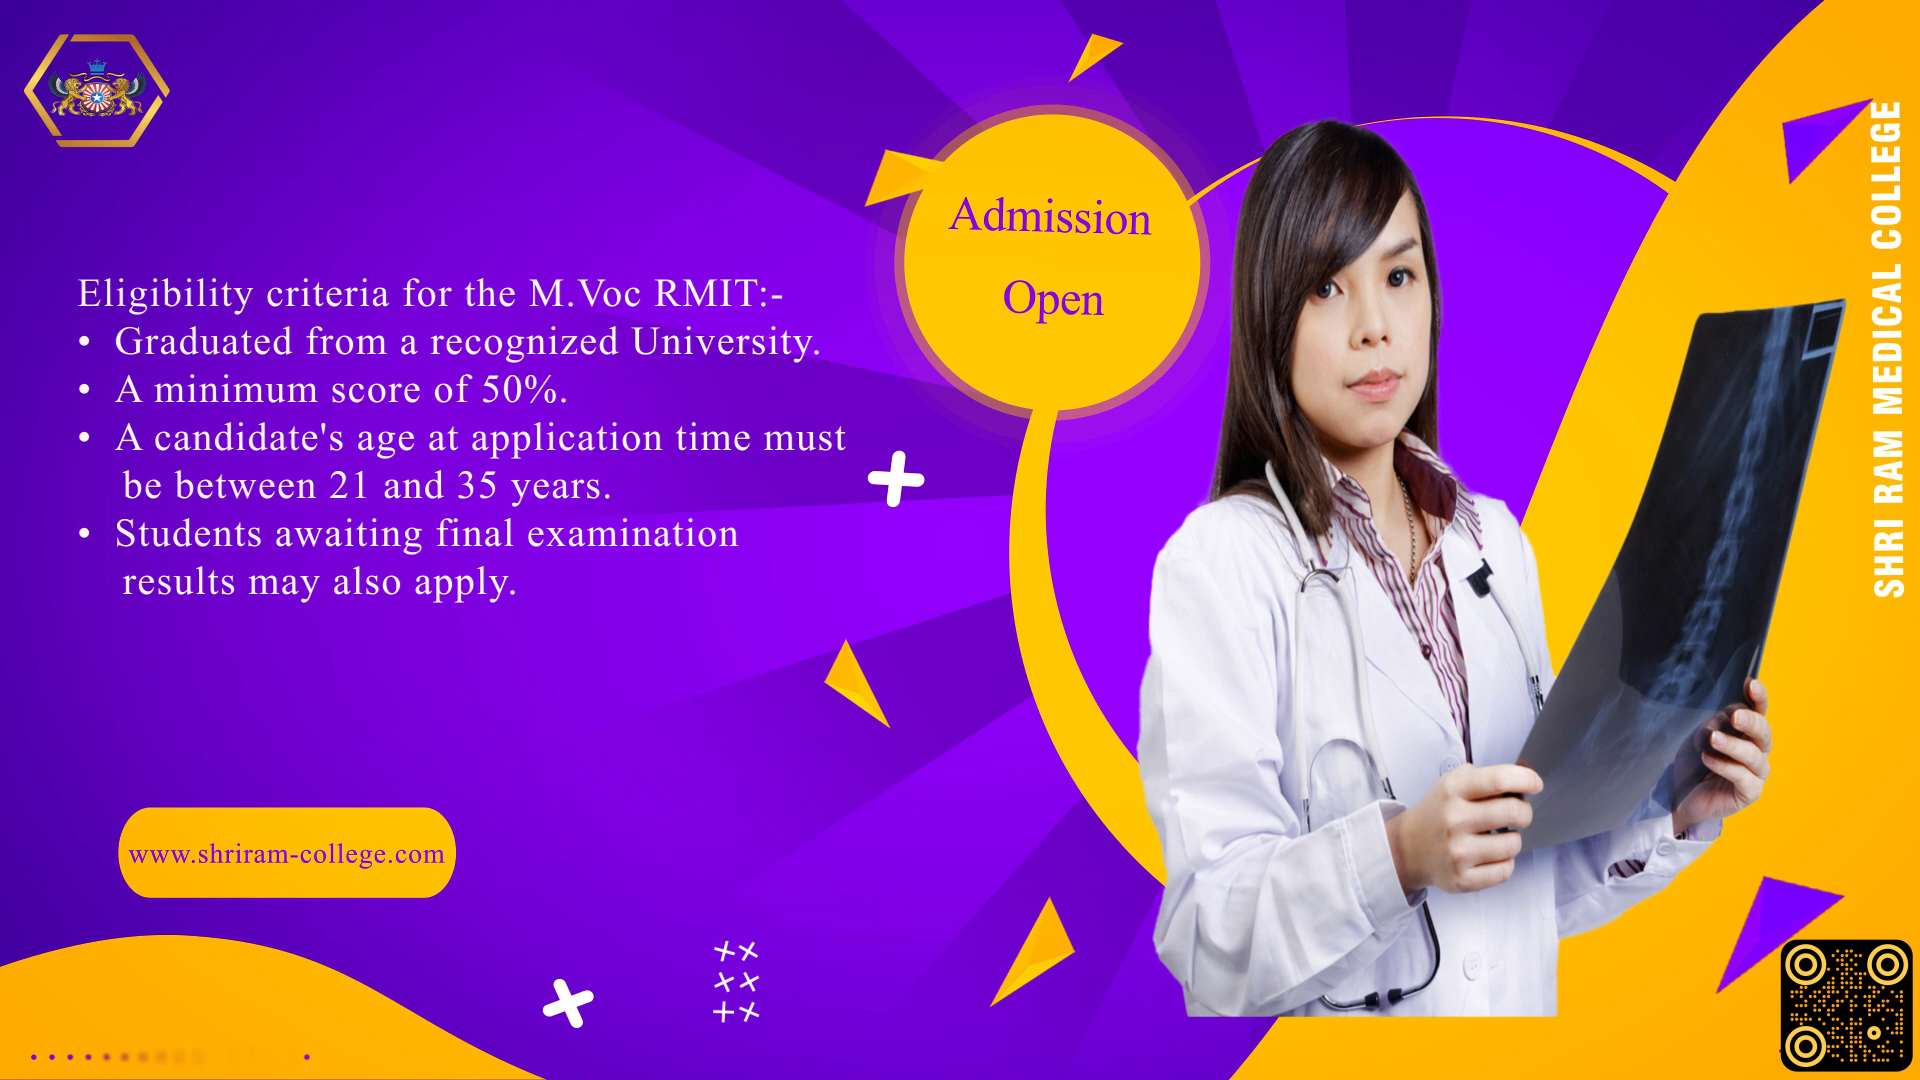 Eligibility criteria for the M.Voc RMIT:-
• Graduated from a recognized University.
• A minimum score of 50%.
• A candidate's age at application time must
be between 21 and 35 years.
• Students awaiting final examination
results may also apply.
Admission
Open
SHRI RAM MEDICAL COLLEGE
www.shriram-college.com